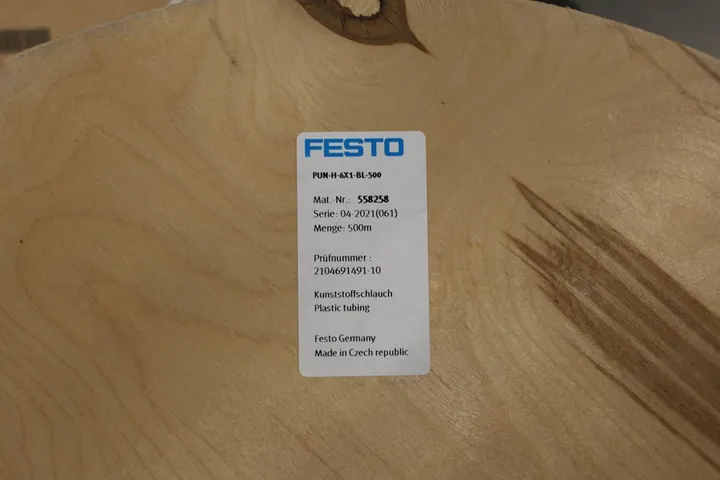 FESTO
PUN-H-6X1-BL-500
Mat.-Nr.: 558258
Serie: 04-2021(061)
Menge: 500m
Prüfnummer :
2104691491-10
Kunststoffschlauch
Plastic tubing
Festo Germany
Made in Czech republic